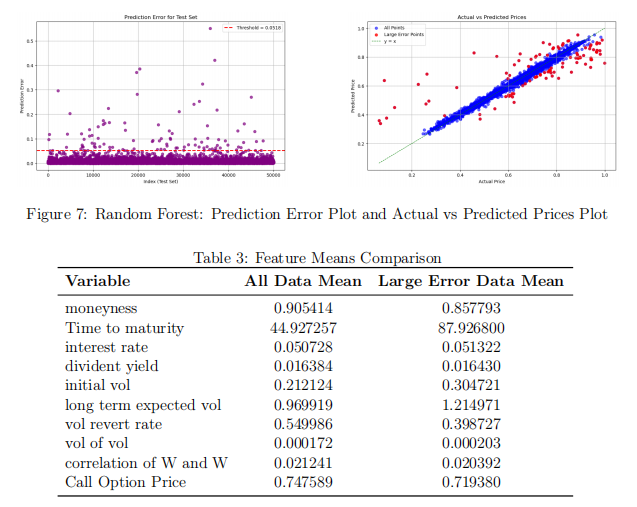 Prediction Error for Test Set
Threshold = 0.0518
Prediction Error
0.5
0.4
0.3
0.2
0.1
0.0
0 10000 20000 30000 40000 50000
Index (Test Set)
Actual vs Predicted Prices
All Points
Large Error Points
y = x
Predicted Price
1.0
0.8
0.6
0.4
0.2
0.2 0.4 0.6 0.8 1.0
Actual Price
Figure 7: Random Forest: Prediction Error Plot and Actual vs Predicted Prices Plot
Table 3: Feature Means Comparison
Variable All Data Mean Large Error Data Mean
moneyness 0.905414 0.857793
Time to maturity 44.927257 87.926800
interest rate 0.050728 0.051322
divident yield 0.016384 0.016430
initial vol 0.212124 0.304721
long term expected vol 0.969919 1.214971
vol revert rate 0.549986 0.398727
vol of vol 0.000172 0.000203
correlation of W and W 0.021241 0.020392
Call Option Price 0.747589 0.719380